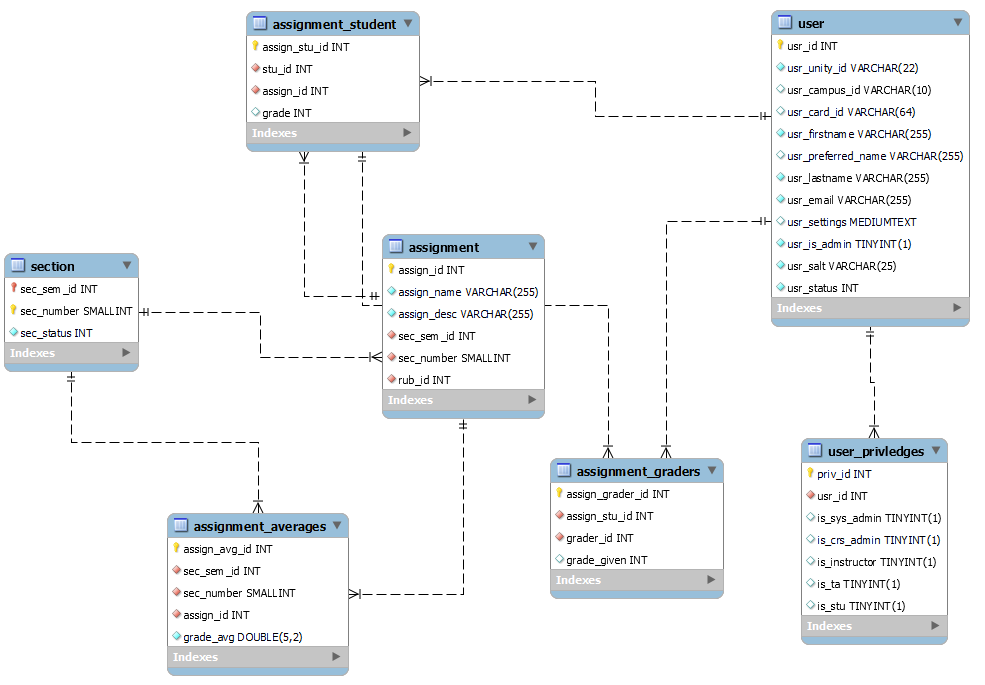 assignment_student
assign_stu_id INT
stu_id INT
assign_id INT
grade INT
Indexes
user
usr_id INT
usr_unity_id VARCHAR(22)
usr_campus_id VARCHAR(10)
usr_card_id VARCHAR(64)
usr_firstname VARCHAR(255)
usr_preferred_name VARCHAR(255)
usr_lastname VARCHAR(255)
usr_email VARCHAR(255)
usr_settings MEDIUMTEXT
usr_is_admin TINYINT(1)
usr_salt VARCHAR(25)
usr_status INT
Indexes
section
sec_sem_id INT
sec_number SMALLINT
sec_status INT
Indexes
assignment
assign_id INT
assign_name VARCHAR(255)
assign_desc VARCHAR(255)
sec_sem_id INT
sec_number SMALLINT
rub_id INT
Indexes
assignment_averages
assign_avg_id INT
sec_sem_id INT
sec_number SMALLINT
assign_id INT
grade_avg DOUBLE(5,2)
Indexes
assignment_graders
assign_grader_id INT
assign_stu_id INT
grader_id INT
grade_given INT
Indexes
user_privledges
priv_id INT
usr_id INT
is_sys_admin TINYINT(1)
is_crs_admin TINYINT(1)
is_instructor TINYINT(1)
is_ta TINYINT(1)
is_stu TINYINT(1)
Indexes